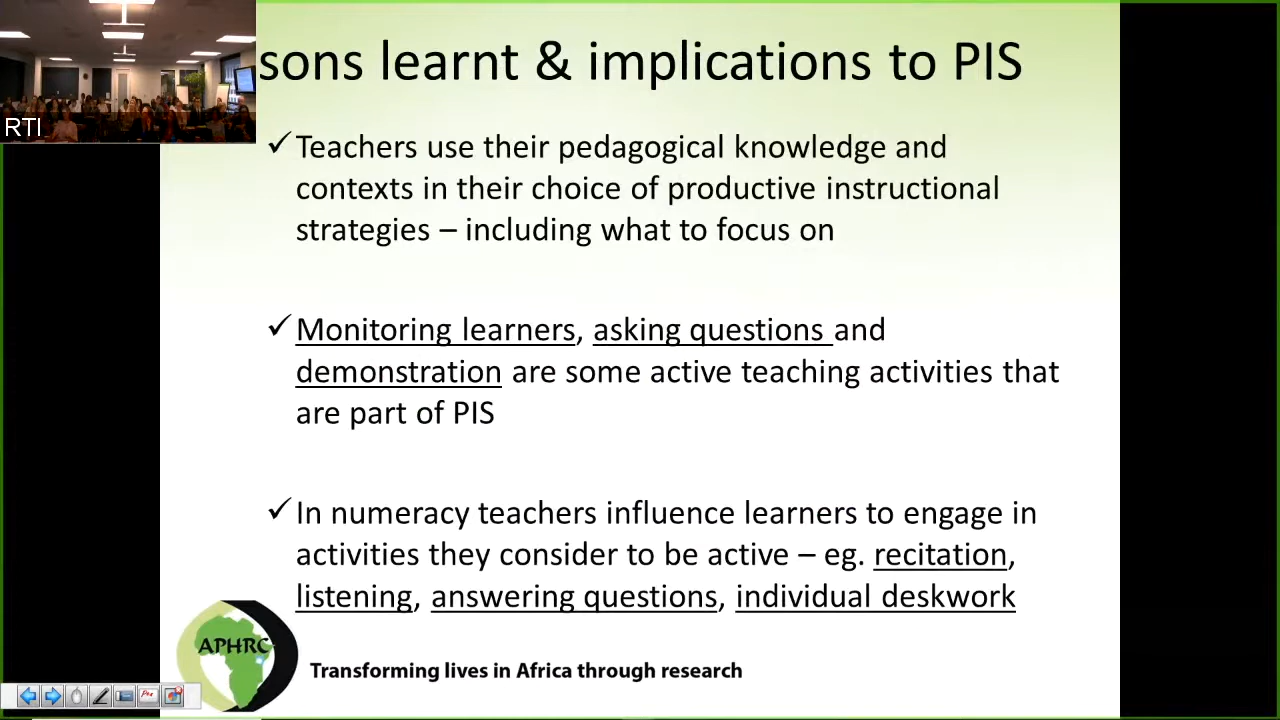 sons learnt & implications to PIS
RTI
✓Teachers use their pedagogical knowledge and
contexts in their choice of productive instructional
strategies – including what to focus on
✓Monitoring learners, asking questions and
demonstration are some active teaching activities that
are part of PIS
✓In numeracy teachers influence learners to engage in
activities they consider to be active – eg. recitation,
listening, answering questions, individual deskwork
APHRC
Transforming lives in Africa through research